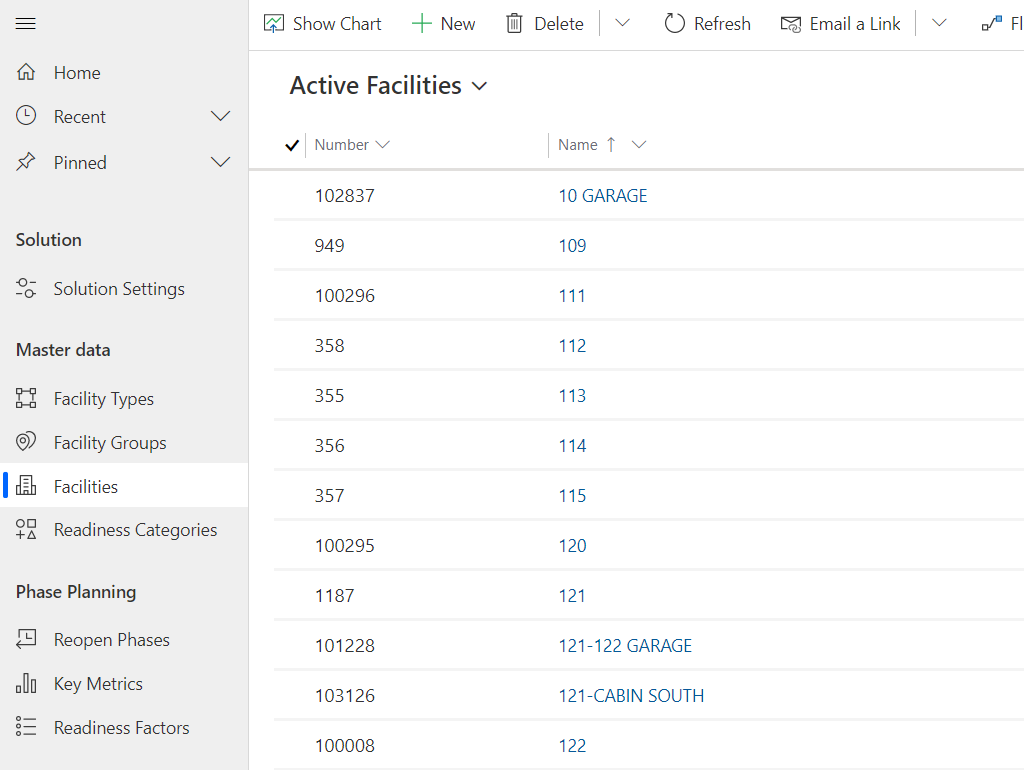 Home
Recent
Pinned
Solution
Solution Settings
Master data
Facility Types
Facility Groups
Facilities
Readiness Categories
Phase Planning
Reopen Phases
Key Metrics
Readiness Factors
Show Chart New Delete Refresh Email a Link Fl
Active Facilities
Number Name
102837 10 GARAGE
949 109
100296 111
358 112
355 113
356 114
357 115
100295 120
1187 121
101228 121-122 GARAGE
103126 121-CABIN SOUTH
100008 122